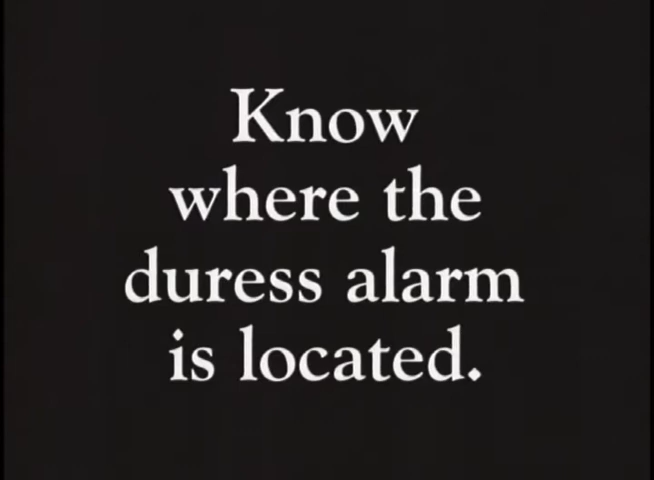 Know
where the
duress alarm
is located.